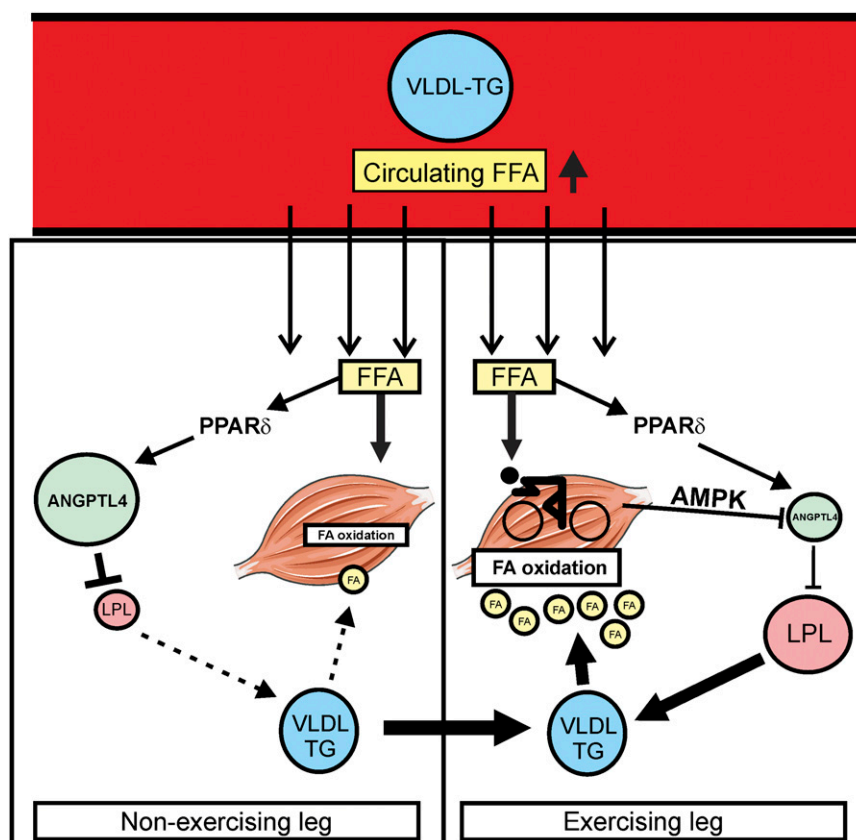 VLDL-TG
Circulating FFA
FFA
FFA
PPARδ
PPARδ
ANGPTL4
AMPK
ANGPTL4
FA oxidation
FA oxidation
FA
FA
FA
FA
FA
FA
FA
FA
LPL
LPL
VLDL
TG
VLDL
TG
Non-exercising leg
Exercising leg